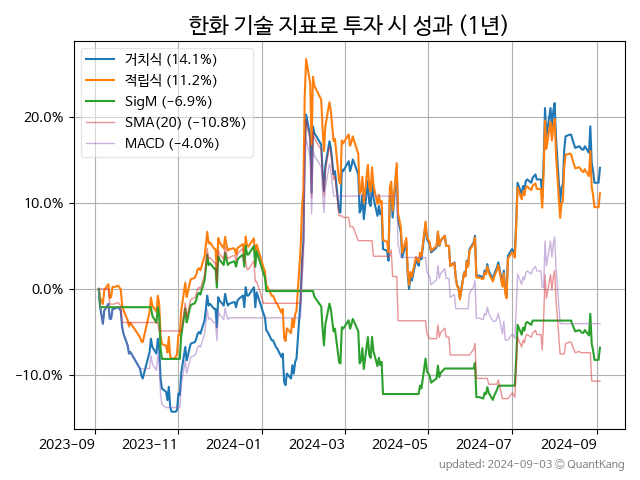 한화 기술 지표로 투자 시 성과 (1년)
거치식 (14.1%)
적립식 (11.2%)
SigM (−6.9%)
SMA(20) (−10.8%)
MACD (−4.0%)
20.0%
10.0%
0.0%
−10.0%
2023-09 2023-11 2024-01 2024-03 2024-05 2024-07 2024-09
updated: 2024-09-03 © QuantKang